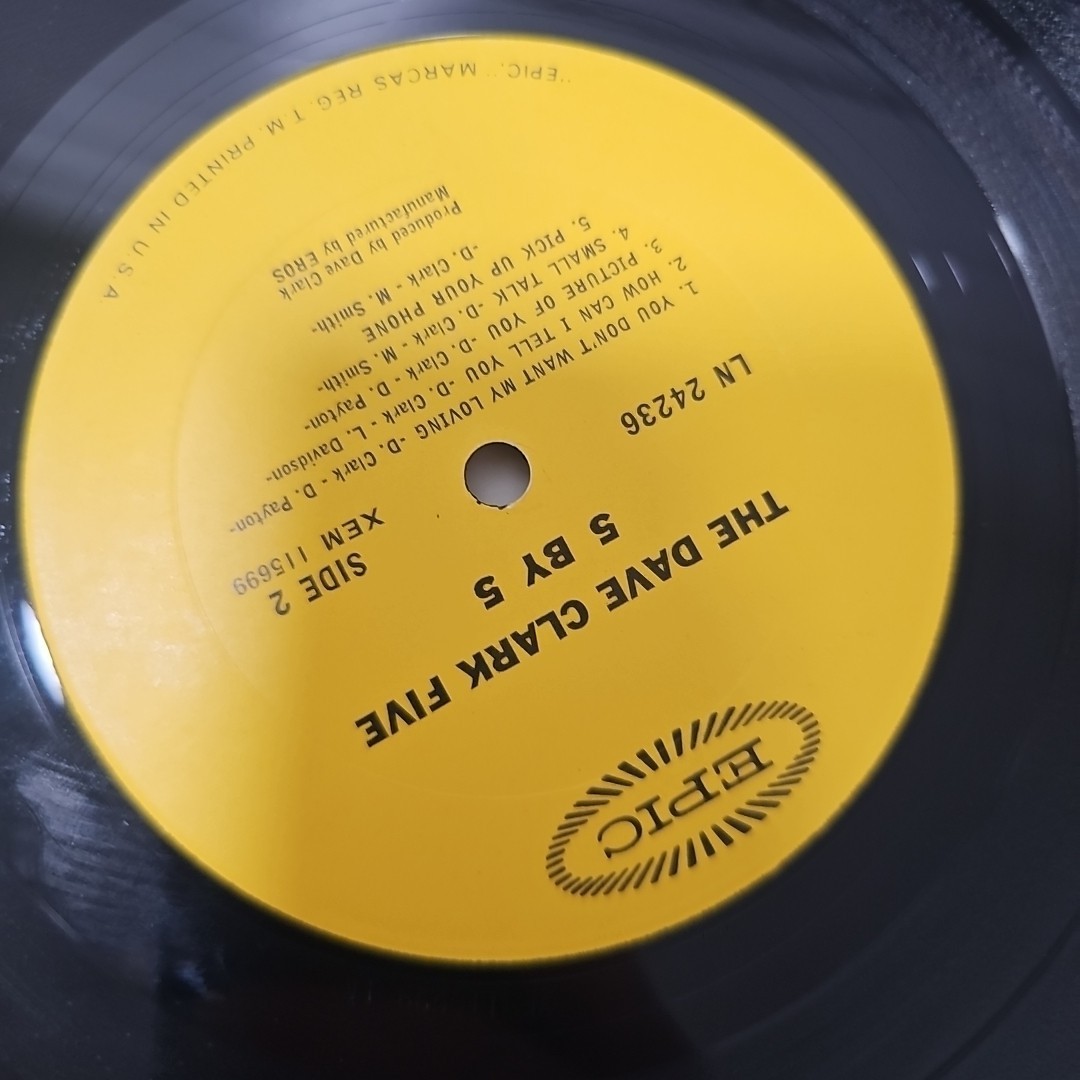 EPIC
THE DAVE CLARK FIVE
5 BY 5
LN 24236
SIDE 2
XEM 115699
1. YOU DON'T WANT MY LOVING -D. Clark - D. Payton-
2. HOW CAN I TELL YOU -D. Clark - L. Davidson-
3. PICTURE OF YOU -D. Clark - D. Payton-
4. SMALL TALK -D. Clark - M. Smith-
5. PICK UP YOUR PHONE
-D. Clark - M. Smith-
Produced by Dave Clark
Manufactured by EROS
"EPIC," MARCAS REG. T.M. PRINTED IN U.S.A.